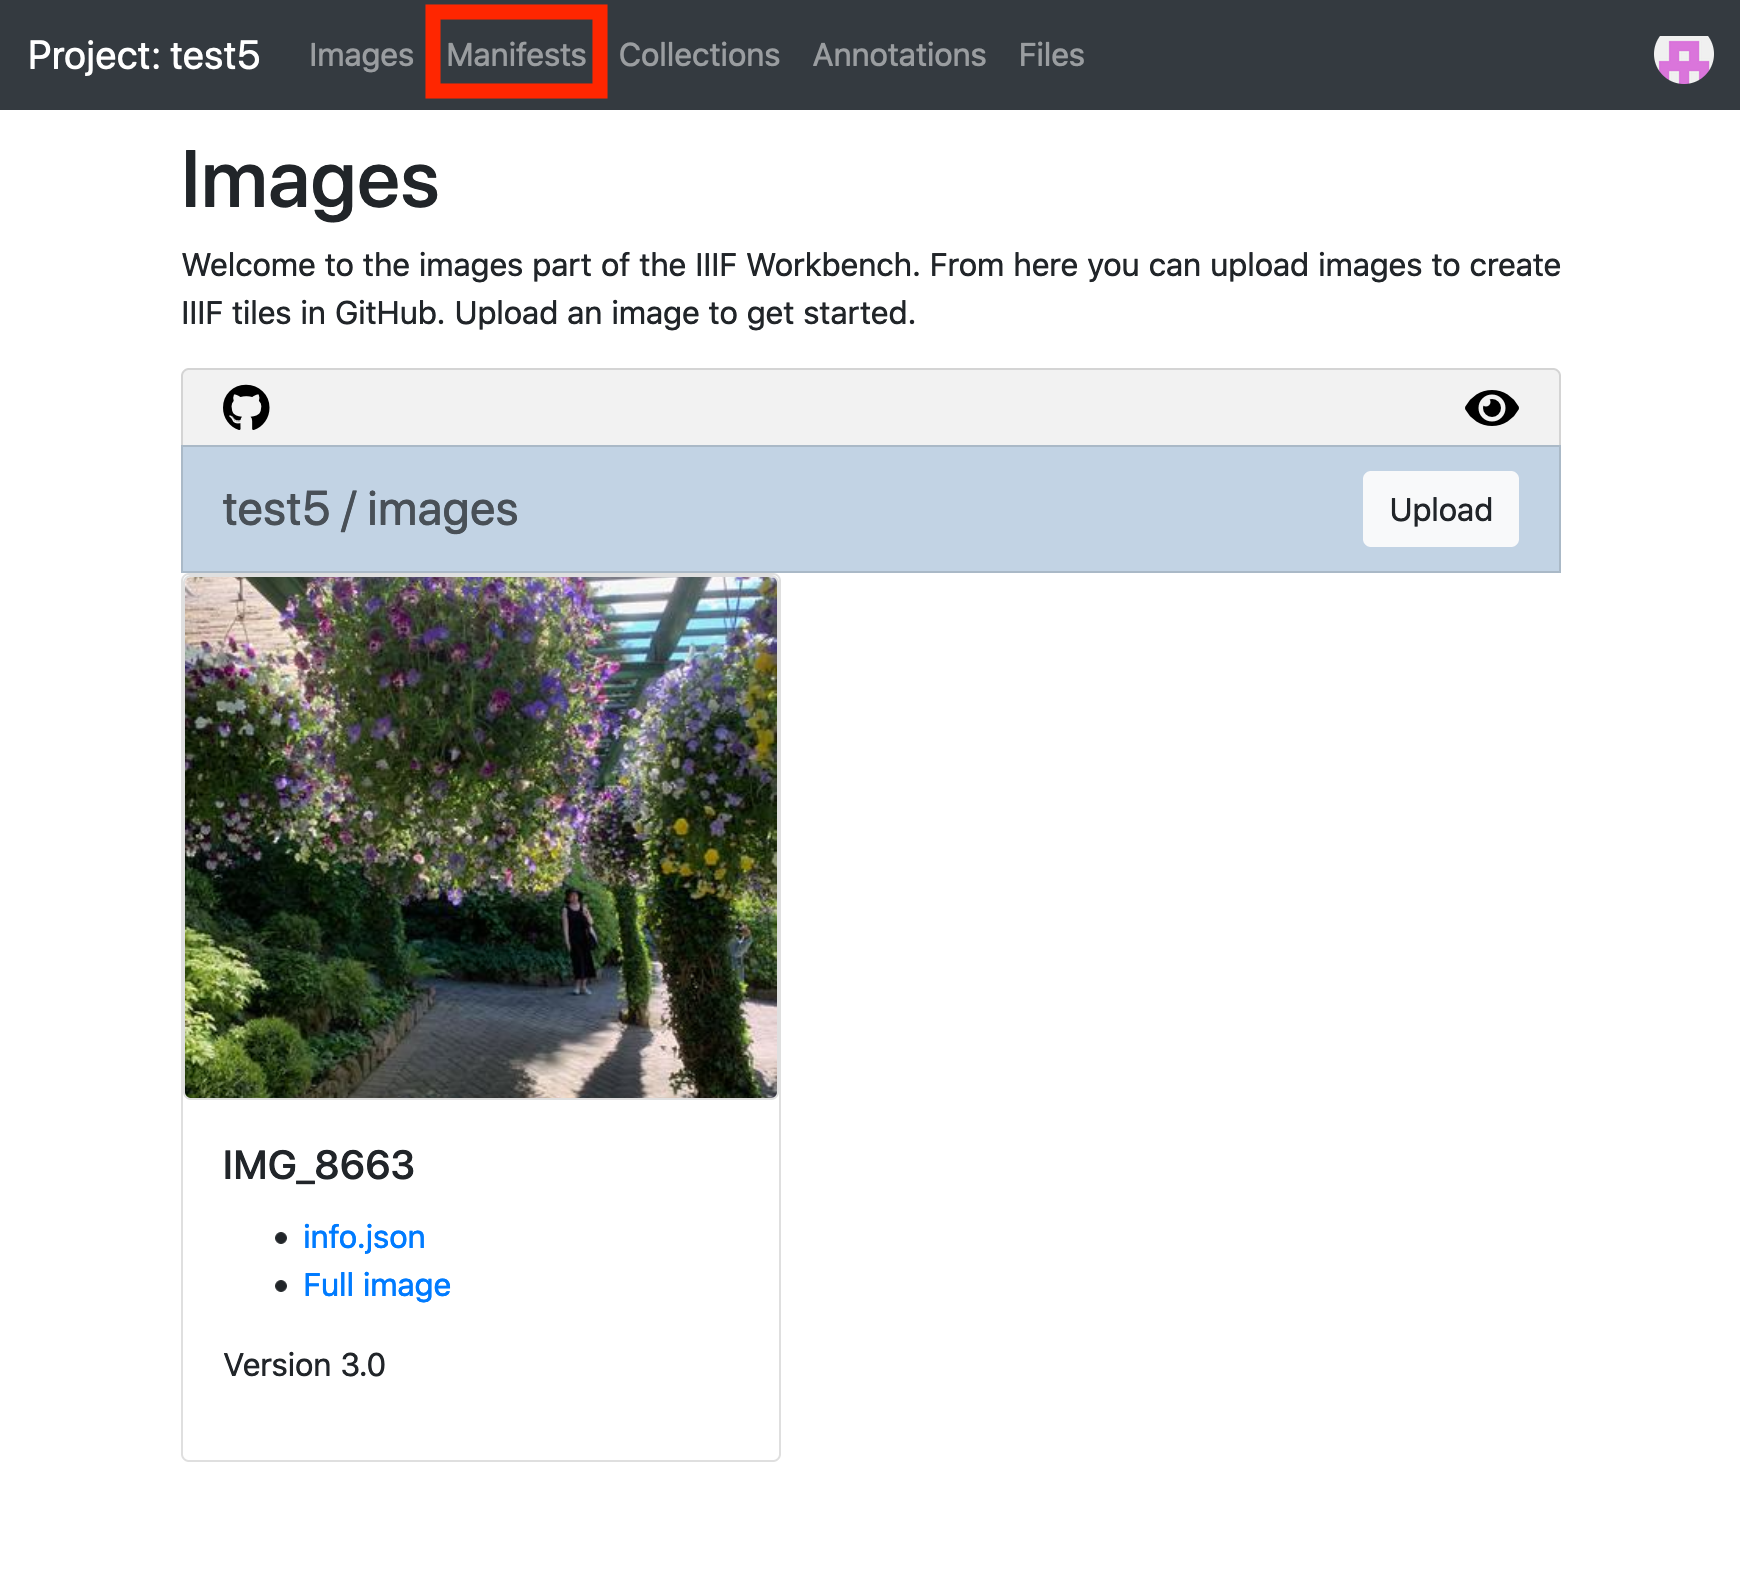 Project: test5 Images Manifests Collections Annotations Files
Images
Welcome to the images part of the IIIF Workbench. From here you can upload images to create
IIIF tiles in GitHub. Upload an image to get started.
test5 / images Upload
IMG_8663
info.json
Full image
Version 3.0